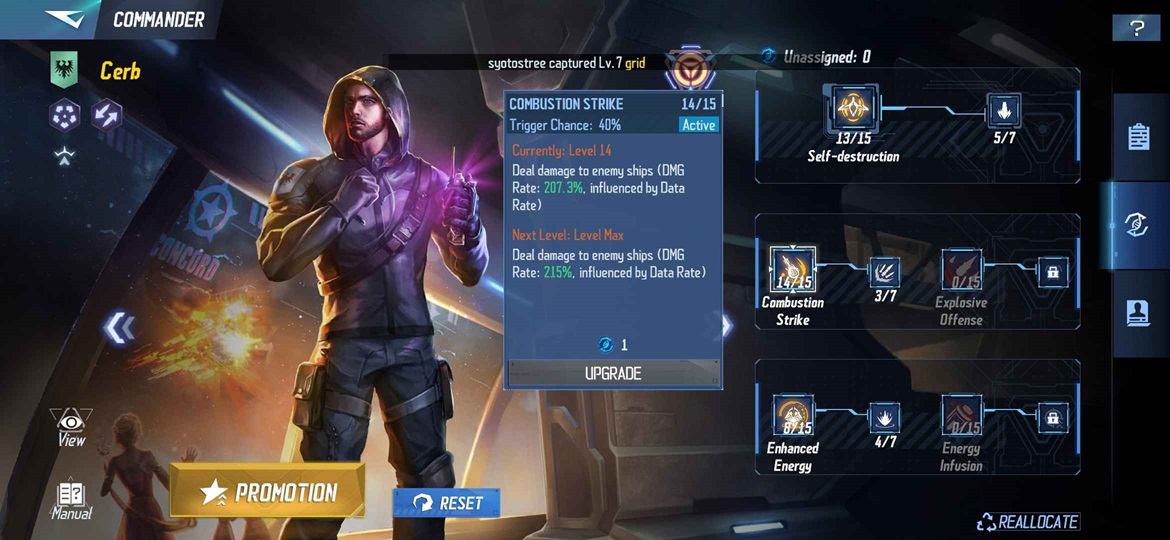 COMMANDER
?
Cerb
syotostree captured Lv. 7 grid
Unassigned: 0
COMBUSTION STRIKE 14/15
Trigger Chance: 40% Active
Currently: Level 14
Deal damage to enemy ships (DMG
Rate: 207.3%, influenced by Data
Rate)
Next Level: Level Max
Deal damage to enemy ships (DMG
Rate: 215%, influenced by Data Rate)
1
UPGRADE
13/15
Self-destruction
5/7
14/15
Combustion
Strike
3/7
0/15
Explosive
Offense
8/15
Enhanced
Energy
4/7
0/15
Energy
Infusion
CONCORD
View
Manual
PROMOTION
RESET
REALLOCATE